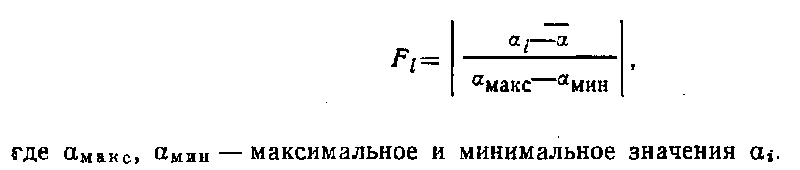 F_i = | (α_i — α̅) / (α_макс — α_мин) |,
где α_макс, α_мин — максимальное и минимальное значения α_i.